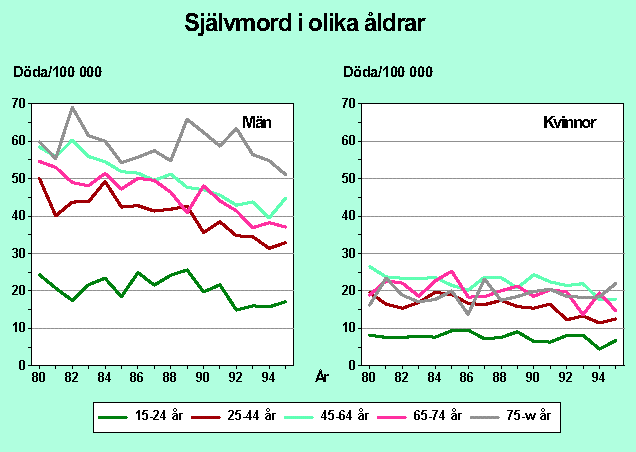 Självmord i olika åldrar
Döda/100 000
Döda/100 000
Män
70
60
50
40
30
20
10
0
80 82 84 86 88 90 92 94
År
Kvinnor
70
60
50
40
30
20
10
0
80 82 84 86 88 90 92 94
15-24 år 25-44 år 45-64 år 65-74 år 75-w år